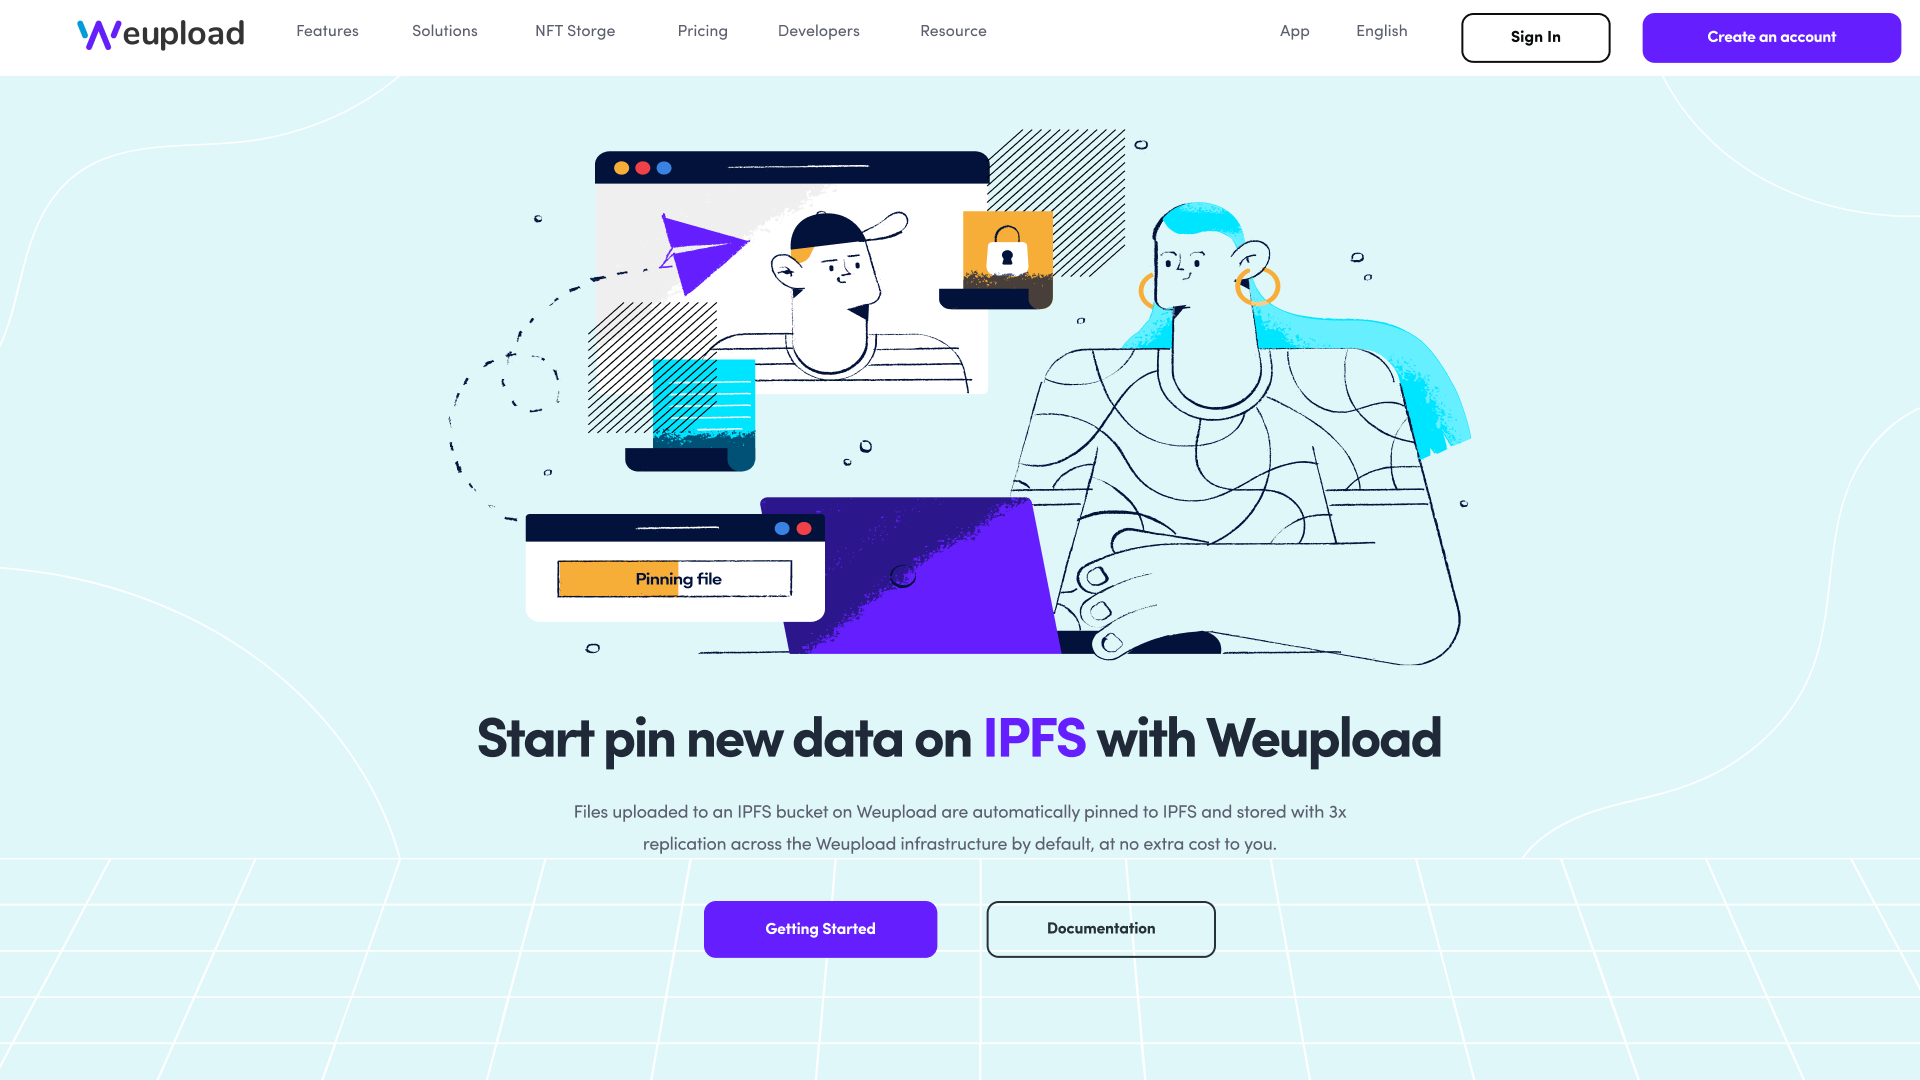 Weupload
Features Solutions NFT Storge Pricing Developers Resource App English Sign In Create an account
Pinning file
Start pin new data on IPFS with Weupload
Files uploaded to an IPFS bucket on Weupload are automatically pinned to IPFS and stored with 3x
replication across the Weupload infrastructure by default, at no extra cost to you.
Getting Started Documentation